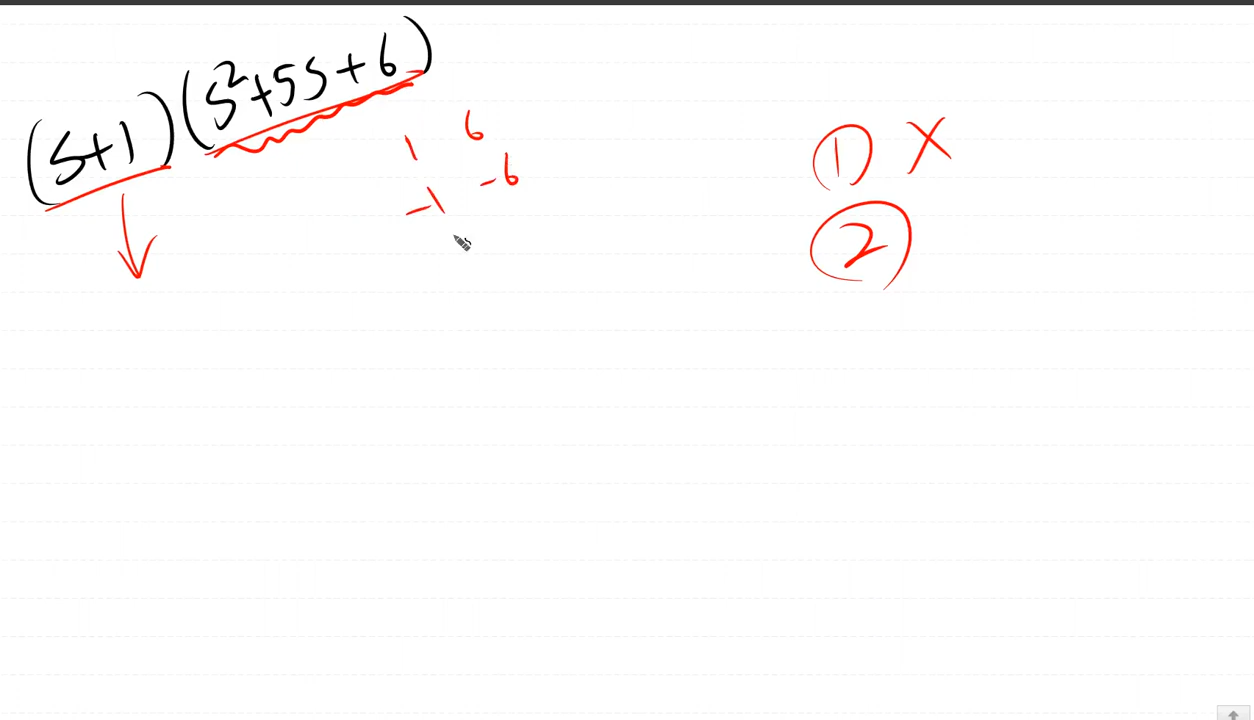 (s+1)(s²+5s+6)
1 6
-1 -6
① X
②